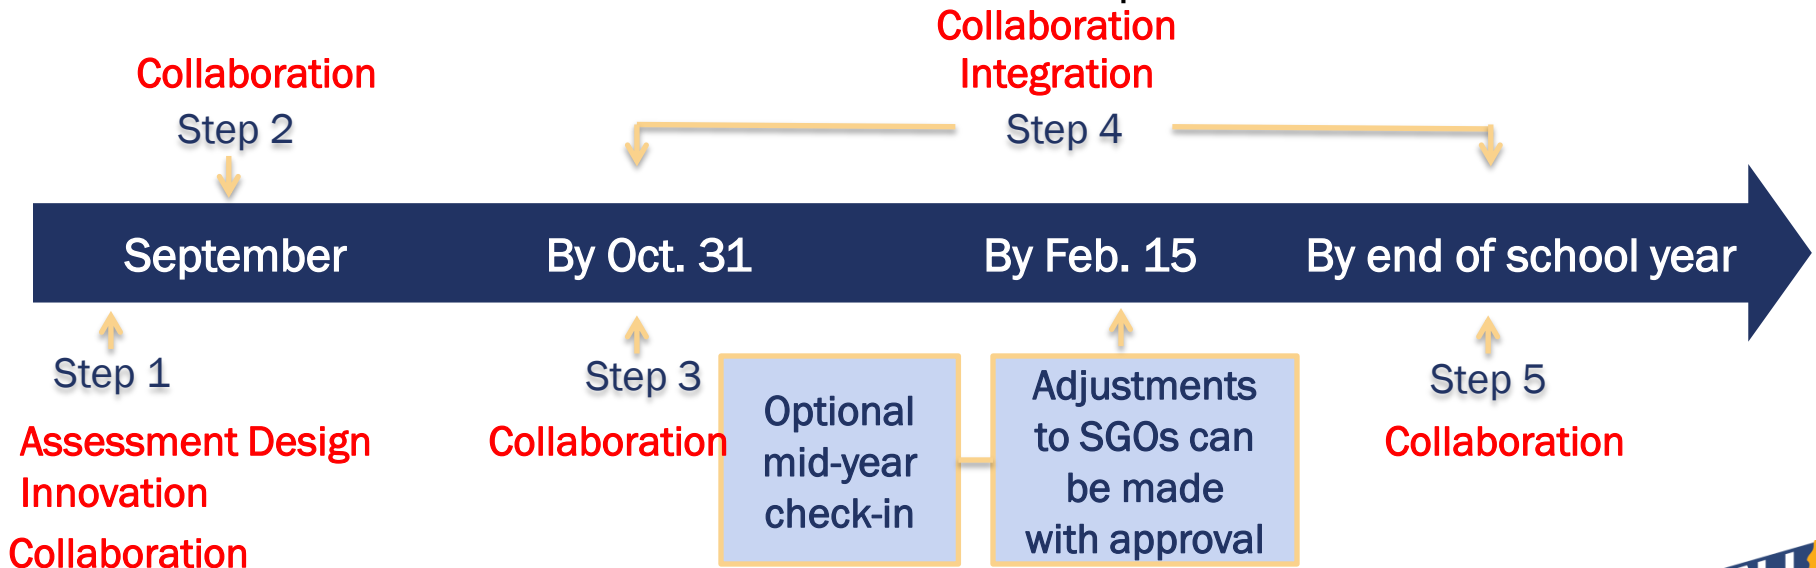 Collaboration
Integration
Collaboration
Step 2
Step 4
September
By Oct. 31
By Feb. 15
By end of school year
Step 1
Assessment Design
Innovation
Collaboration
Step 3
Collaboration
Optional
mid-year
check-in
Adjustments
to SGOs can
be made
with approval
Step 5
Collaboration